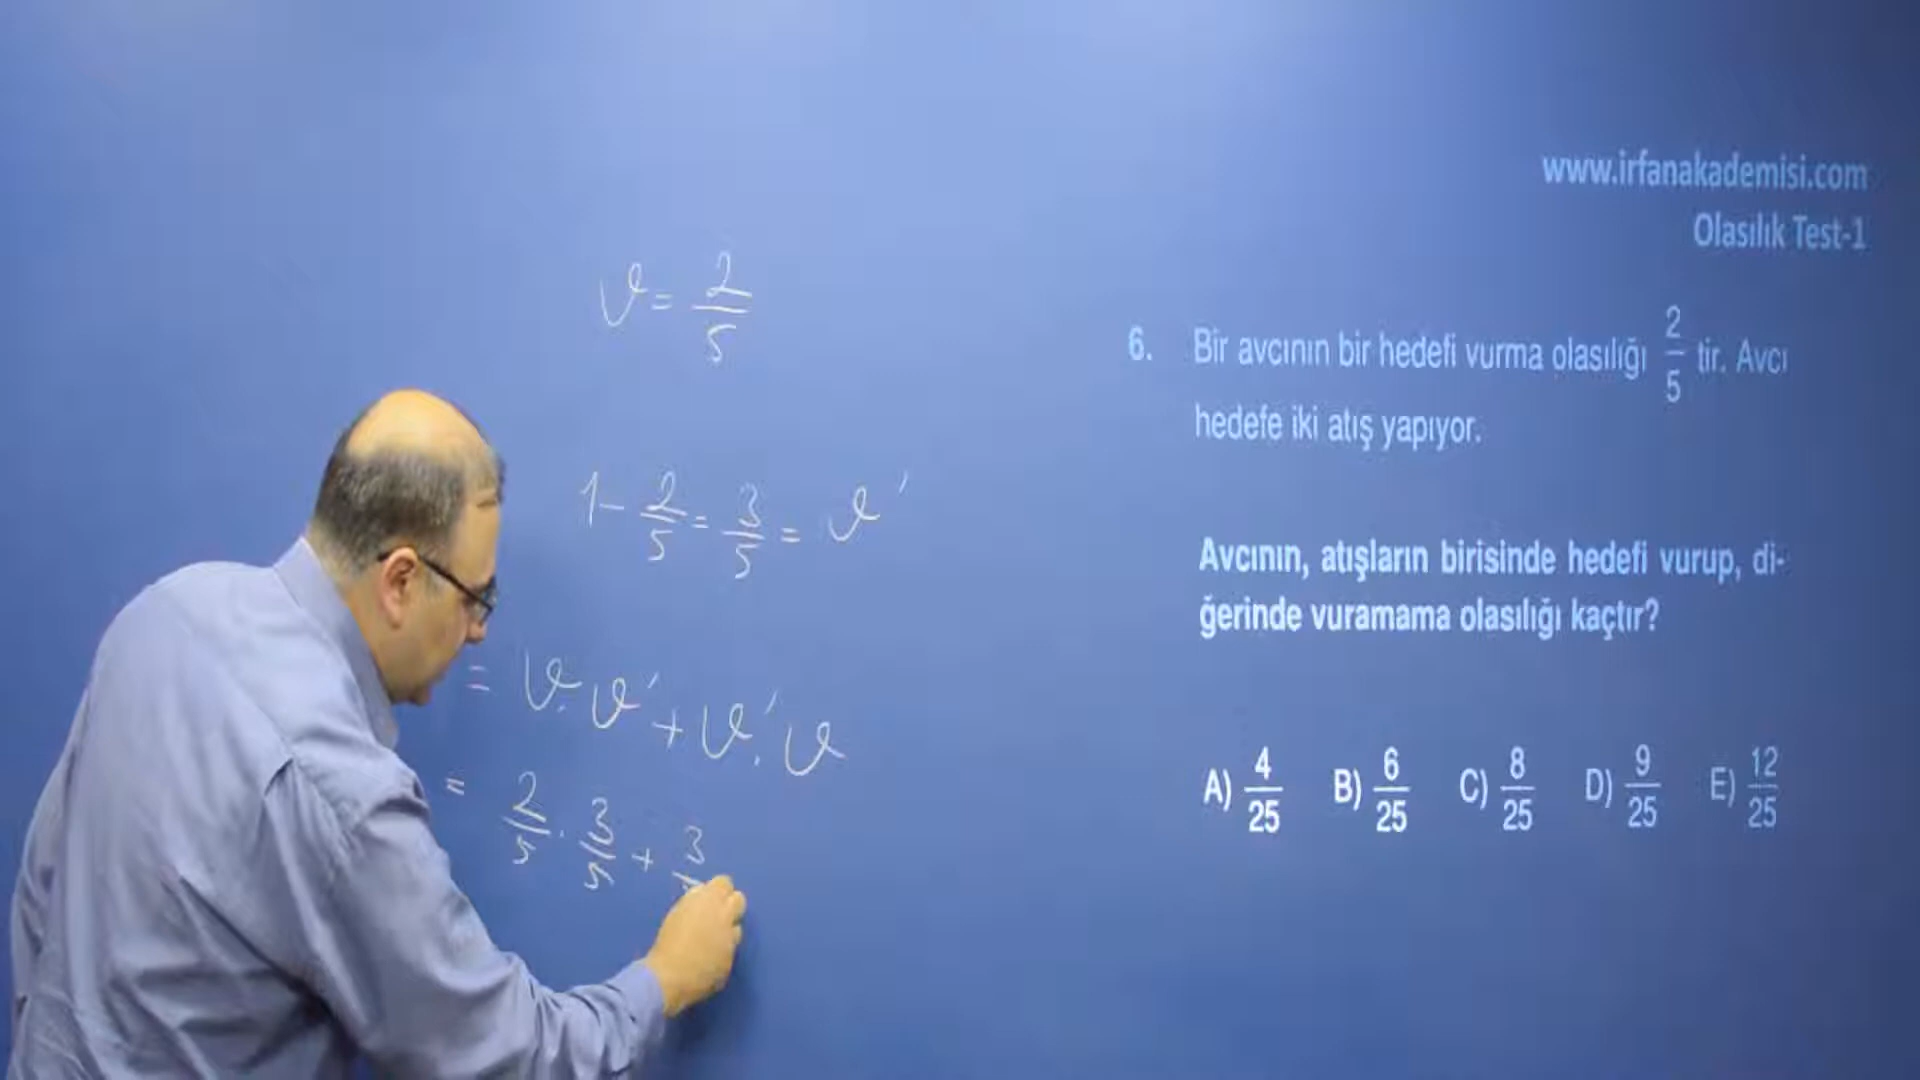 www.irfanakademisi.com
Olasılık Test-1
6. Bir avcının bir hedefi vurma olasılığı 2/5 tir. Avcı
hedefe iki atış yapıyor.
Avcının, atışların birisinde hedefi vurup, di-
ğerinde vuramama olasılığı kaçtır?
A) 4/25 B) 6/25 C) 8/25 D) 9/25 E) 12/25
v = 2/5
1 - 2/5 = 3/5 = v'
= v . v' + v' . v
= 2/5 . 3/5 + 3/